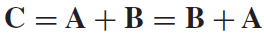 C = A + B = B + A